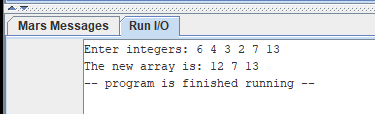 Mars Messages Run I/O
Enter integers: 6 4 3 2 7 13
The new array is: 12 7 13
-- program is finished running --